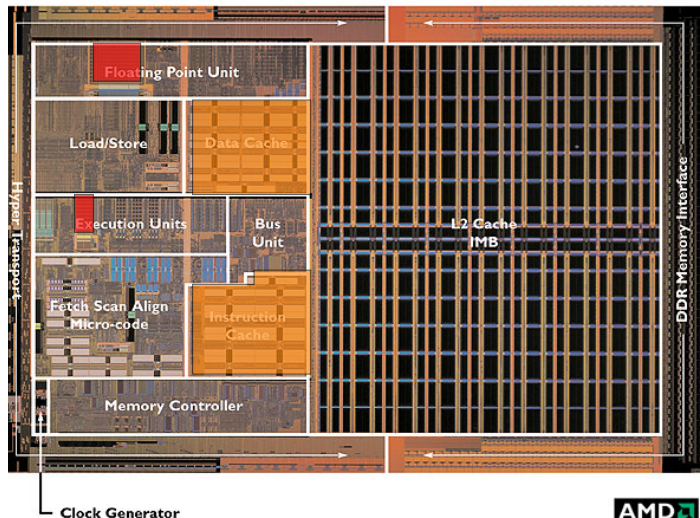 Floating Point Unit
Load/Store
Data Cache
Hyper Transport
Execution Units
Bus
Unit
L2 Cache
IMB
DDR Memory Interface
Fetch Scan Align
Micro-code
Instruction
Cache
Memory Controller
Clock Generator
AMD